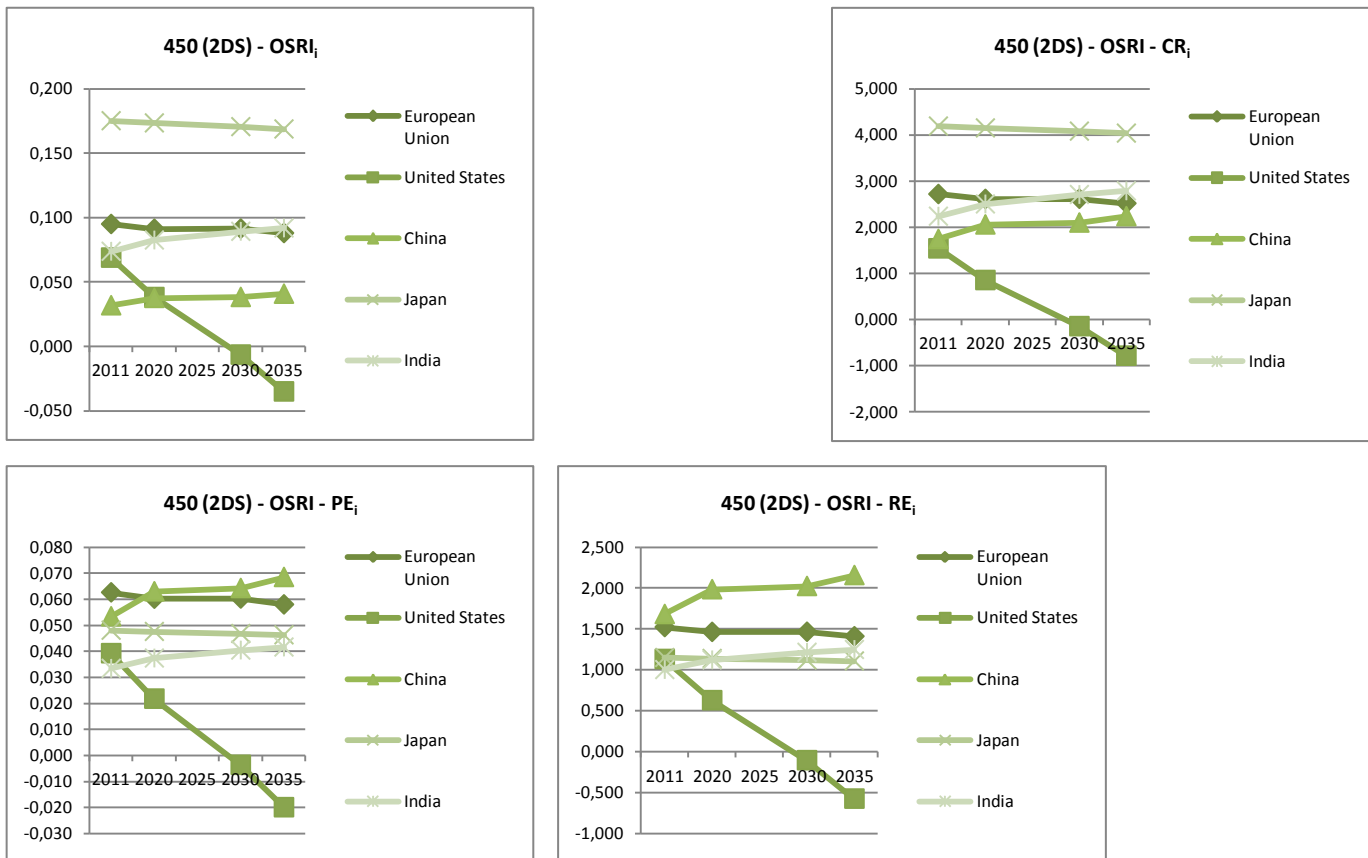 450 (2DS) - OSRIi
0,200
0,150
0,100
0,050
0,000
-0,050
2011 2020 2025 2030 2035
European
Union
United States
China
Japan
India
450 (2DS) - OSRI - CRi
5,000
4,000
3,000
2,000
1,000
0,000
-1,000
-2,000
2011 2020 2025 2030 2035
European
Union
United States
China
Japan
India
450 (2DS) - OSRI - PEi
0,080
0,070
0,060
0,050
0,040
0,030
0,020
0,010
0,000
-0,010
-0,020
-0,030
2011 2020 2025 2030 2035
European
Union
United States
China
Japan
India
450 (2DS) - OSRI - REi
2,500
2,000
1,500
1,000
0,500
0,000
-0,500
-1,000
2011 2020 2025 2030 2035
European
Union
United States
China
Japan
India